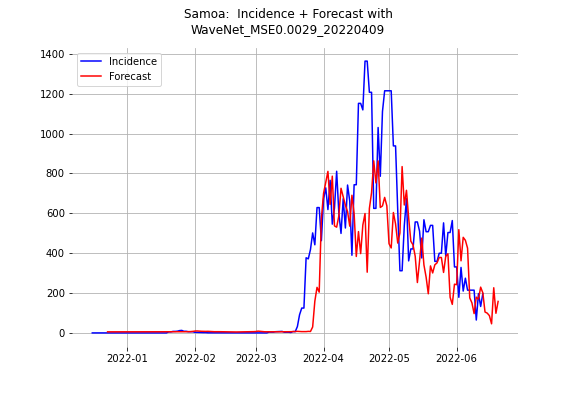 Samoa:  Incidence + Forecast with
WaveNet_MSE0.0029_20220409
Incidence
Forecast
1400
1200
1000
800
600
400
200
0
2022-01 2022-02 2022-03 2022-04 2022-05 2022-06